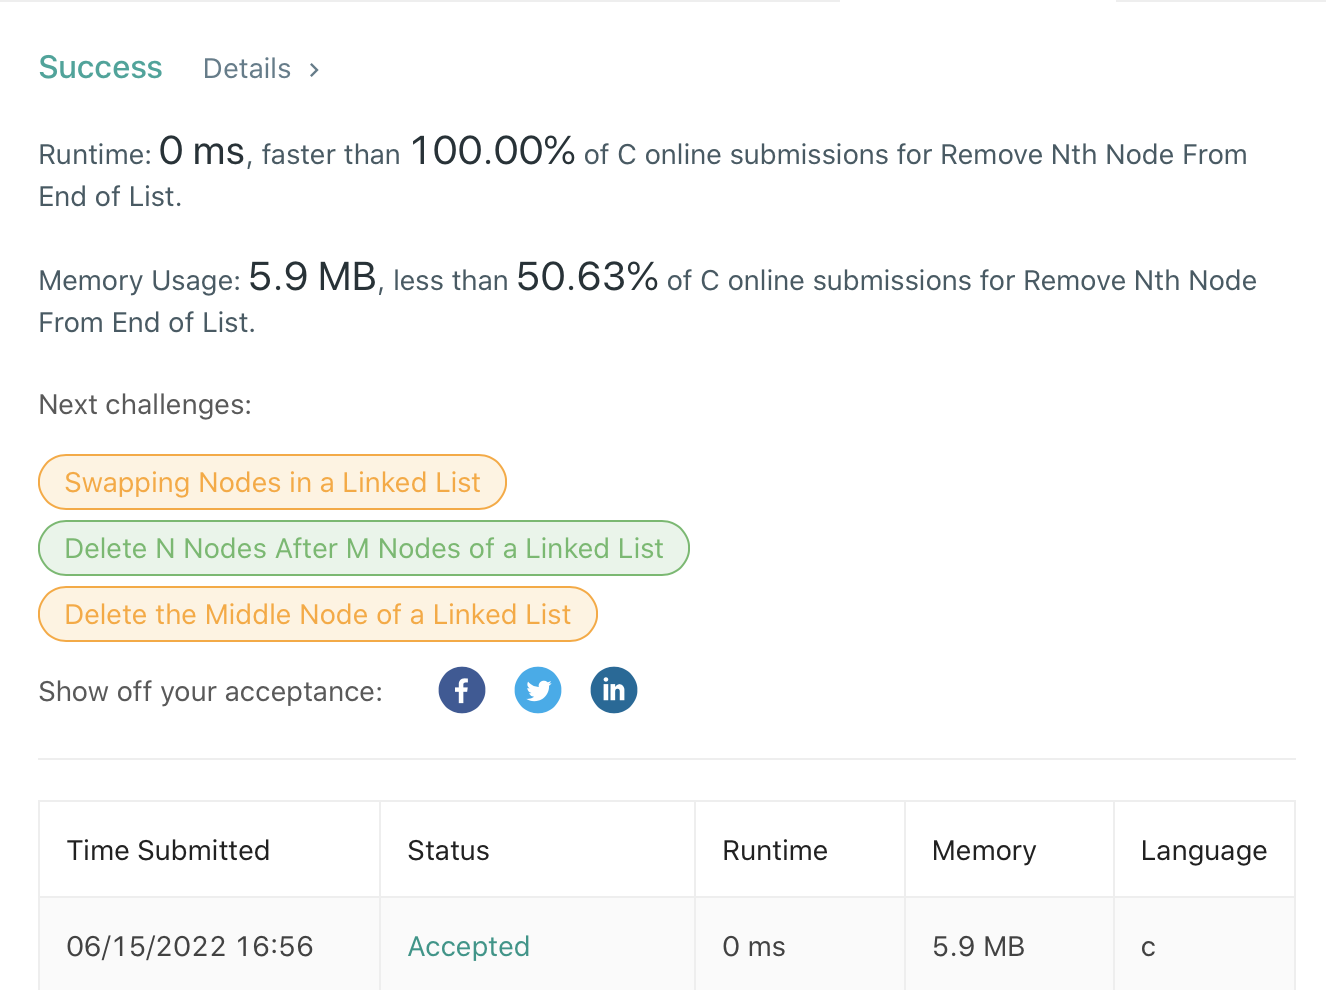 Success Details >
Runtime: 0 ms, faster than 100.00% of C online submissions for Remove Nth Node From
End of List.
Memory Usage: 5.9 MB, less than 50.63% of C online submissions for Remove Nth Node
From End of List.
Next challenges:
Swapping Nodes in a Linked List
Delete N Nodes After M Nodes of a Linked List
Delete the Middle Node of a Linked List
Show off your acceptance: f in
Time Submitted Status Runtime Memory Language
06/15/2022 16:56 Accepted 0 ms 5.9 MB c